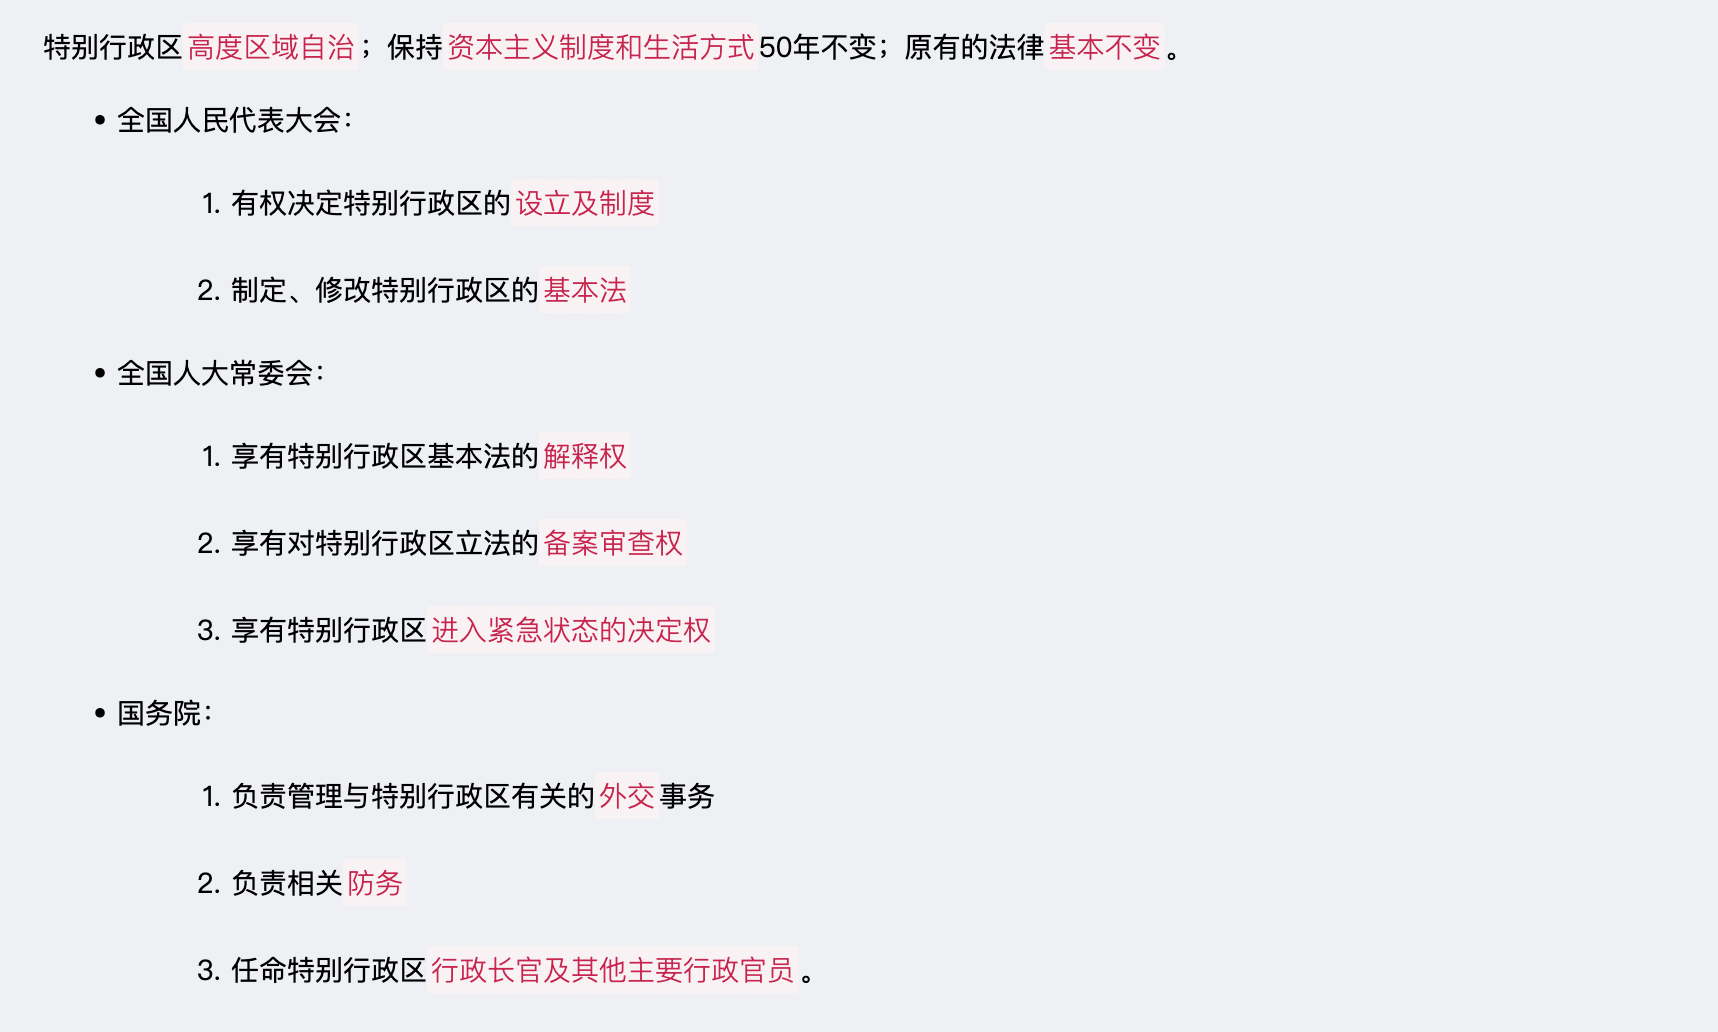 特别行政区高度区域自治；保持资本主义制度和生活方式50年不变；原有的法律基本不变。
• 全国人民代表大会：
1. 有权决定特别行政区的设立及制度
2. 制定、修改特别行政区的基本法
• 全国人大常委会：
1. 享有特别行政区基本法的解释权
2. 享有对特别行政区立法的备案审查权
3. 享有特别行政区进入紧急状态的决定权
• 国务院：
1. 负责管理与特别行政区有关的外交事务
2. 负责相关防务
3. 任命特别行政区行政长官及其他主要行政官员。